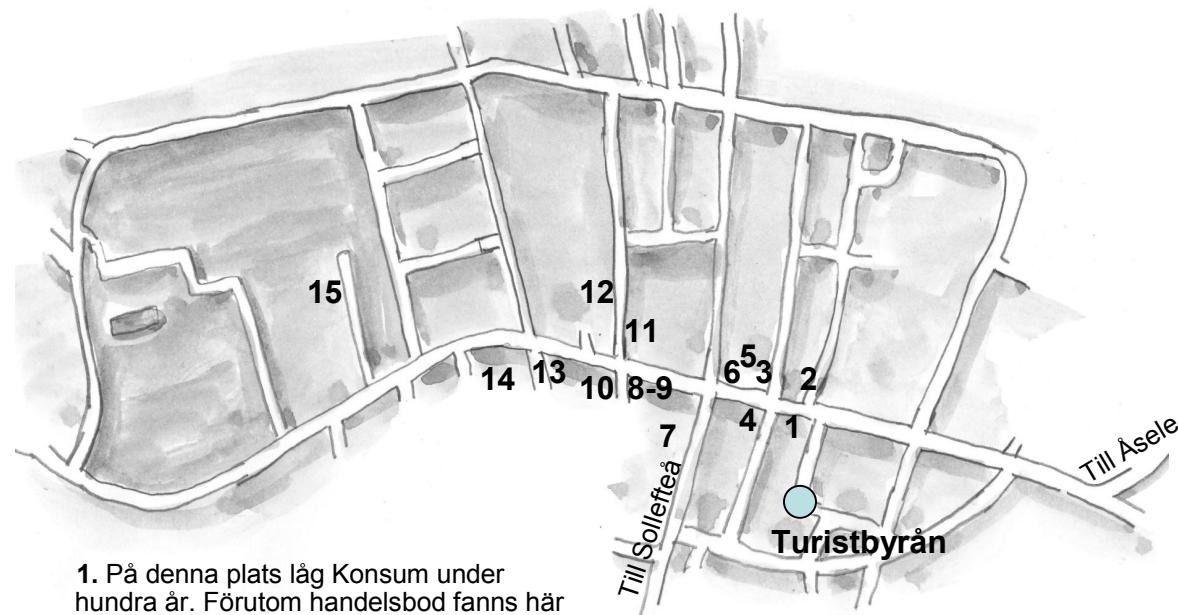 15
12
11
5
6 3
2
14
13
10
8-9
4
1
7
Till Åsele
Till Sollefteå
Turistbyrån
1. På denna plats låg Konsum under
hundra år. Förutom handelsbod fanns här